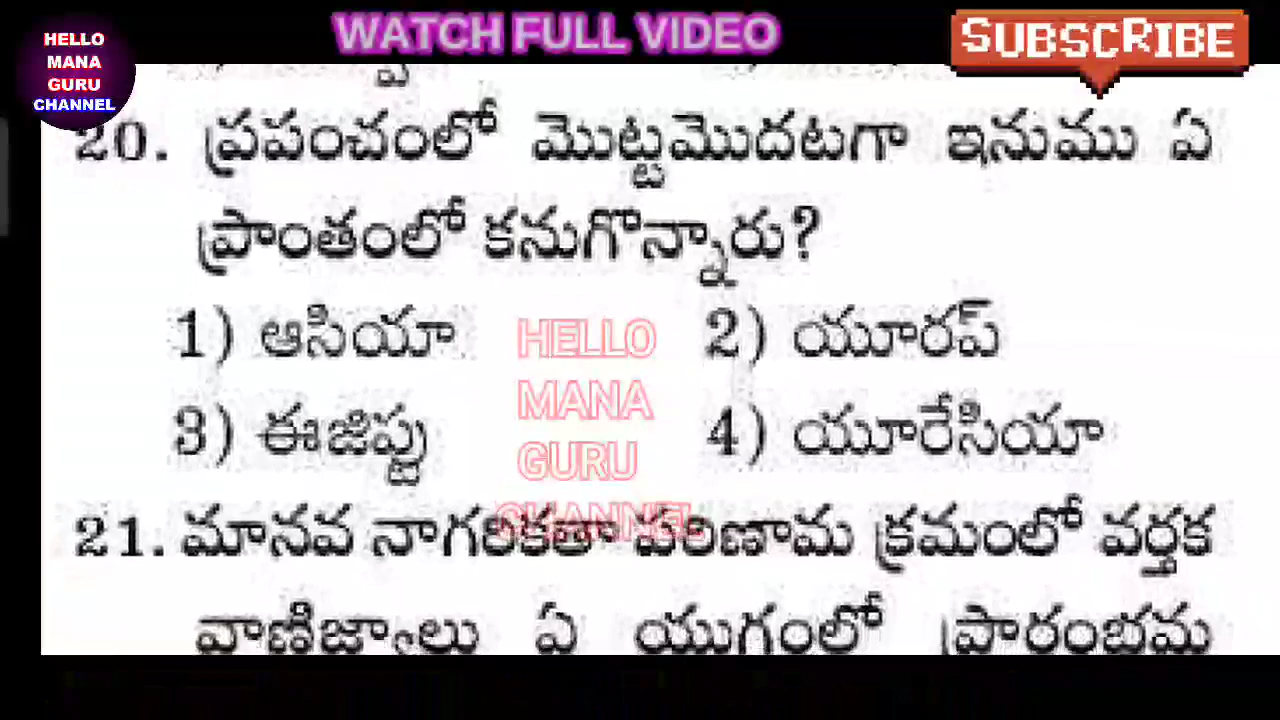 WATCH FULL VIDEO
SUBSCRIBE
HELLO
MANA
GURU
CHANNEL
20. ప్రపంచంలో మొట్టమొదటగా ఇనుము ఏ
ప్రాంతంలో కనుగొన్నారు?
1) ఆసియా 2) యూరప్
3) ఈజిప్టు 4) యూరేసియా
HELLO
MANA
GURU
CHANNEL
21. మానవ నాగరికతా పరిణామ క్రమంలో వర్తక
వాణిజ్యాలు ఏ యుగంలో ప్రారంభమ